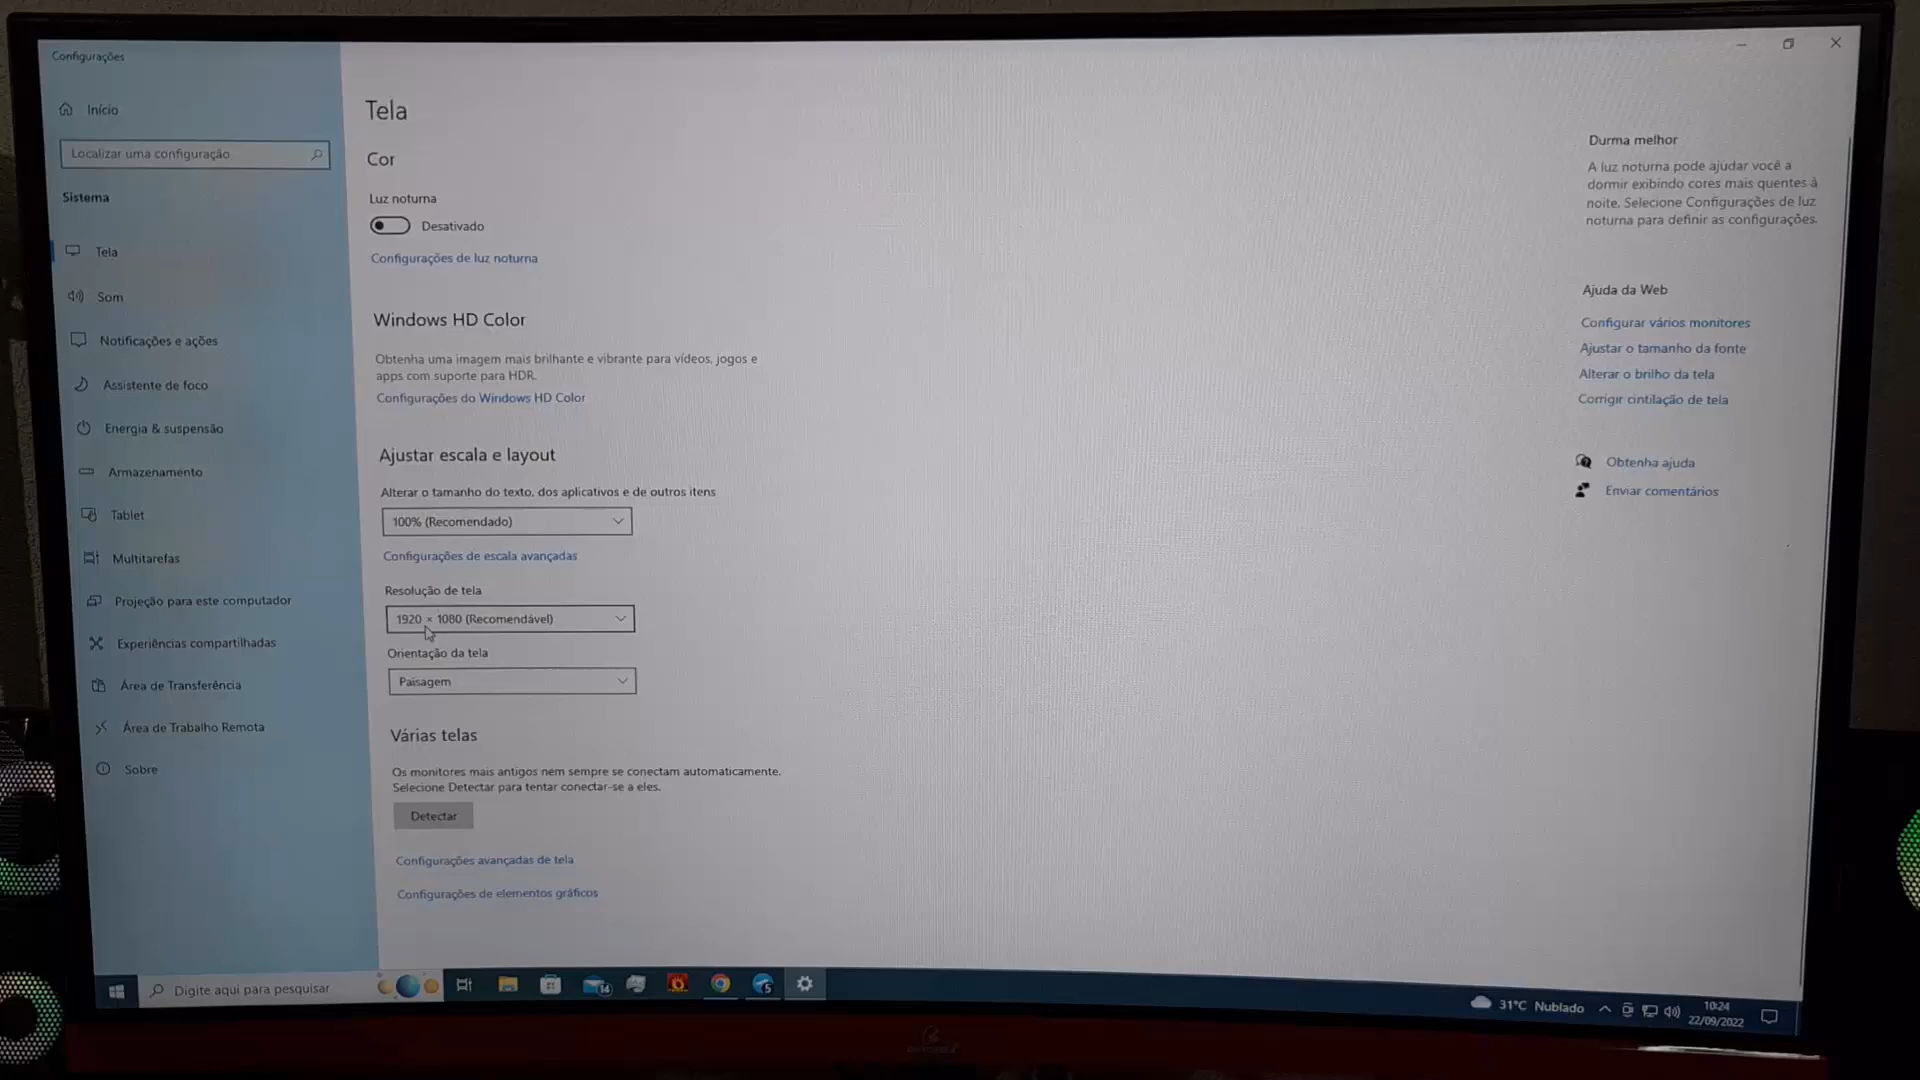 Configurações
Início
Localizar uma configuração
Sistema
Tela
Som
Notificações e ações
Assistente de foco
Energia & suspensão
Armazenamento
Tablet
Multitarefas
Projeção para este computador
Experiências compartilhadas
Área de Transferência
Área de Trabalho Remota
Sobre
Tela
Cor
Luz noturna
Desativado
Configurações de luz noturna
Windows HD Color
Obtenha uma imagem mais brilhante e vibrante para vídeos, jogos e
apps com suporte para HDR.
Configurações do Windows HD Color
Ajustar escala e layout
Alterar o tamanho do texto, dos aplicativos e de outros itens
100% (Recomendado)
Configurações de escala avançadas
Resolução de tela
1920 × 1080 (Recomendável)
Orientação da tela
Paisagem
Várias telas
Os monitores mais antigos nem sempre se conectam automaticamente.
Selecione Detectar para tentar conectar-se a eles.
Detectar
Configurações avançadas de tela
Configurações de elementos gráficos
Durma melhor
A luz noturna pode ajudar você a
dormir exibindo cores mais quentes à
noite. Selecione Configurações de luz
noturna para definir as configurações.
Ajuda da Web
Configurar vários monitores
Ajustar o tamanho da fonte
Alterar o brilho da tela
Corrigir cintilação de tela
Obtenha ajuda
Enviar comentários
Digite aqui para pesquisar
14
5
31°C Nublado
10:24
22/09/2022